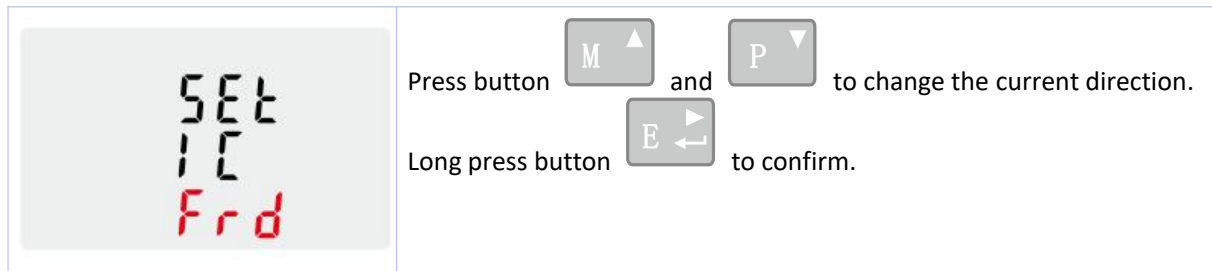 SEt
IC
Frd
Press button M ▲ and P ▼ to change the current direction.
Long press button E ► ↵ to confirm.